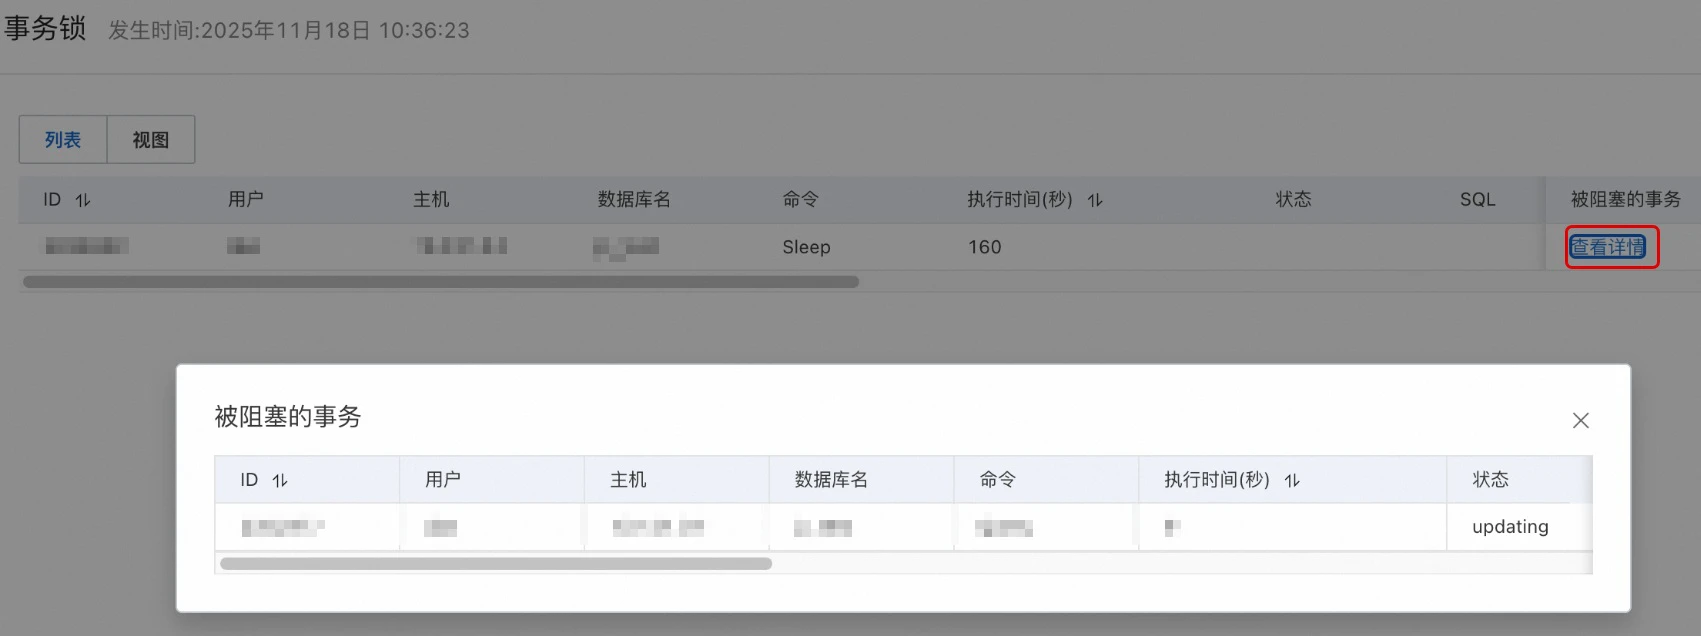 事务锁 发生时间:2025年11月18日 10:36:23
列表 视图
ID 用户 主机 数据库名 命令 执行时间(秒) 状态 SQL 被阻塞的事务
Sleep 160 查看详情
被阻塞的事务
ID 用户 主机 数据库名 命令 执行时间(秒) 状态
updating